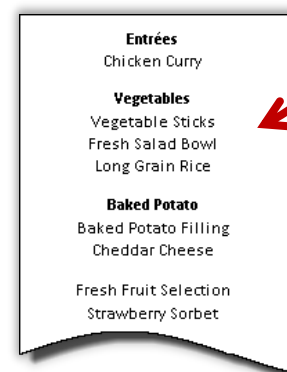 Entrées
Chicken Curry
Vegetables
Vegetable Sticks
Fresh Salad Bowl
Long Grain Rice
Baked Potato
Baked Potato Filling
Cheddar Cheese
Fresh Fruit Selection
Strawberry Sorbet